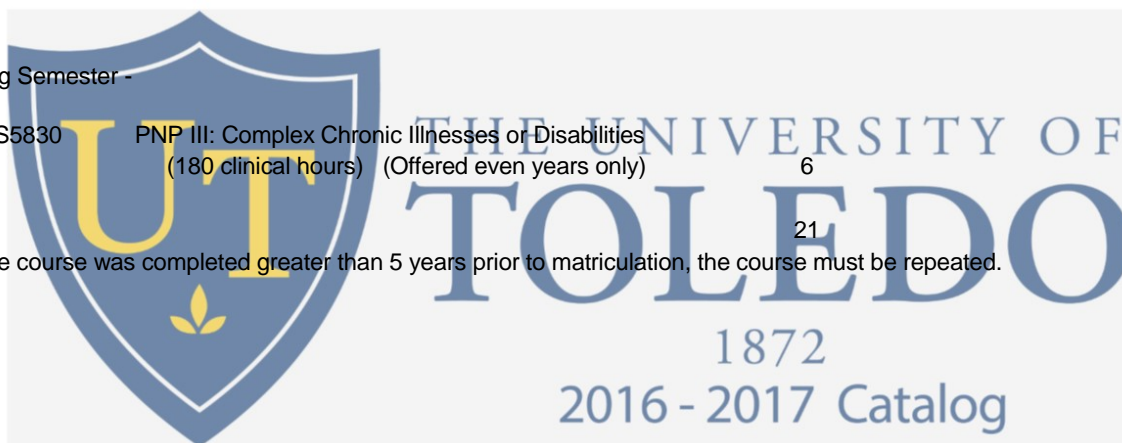 g Semester -
S5830 PNP III: Complex Chronic Illnesses or Disabilities
(180 clinical hours) (Offered even years only) 6
21
e course was completed greater than 5 years prior to matriculation, the course must be repeated.
UT
THE UNIVERSITY OF
TOLEDO
1872
2016 - 2017 Catalog